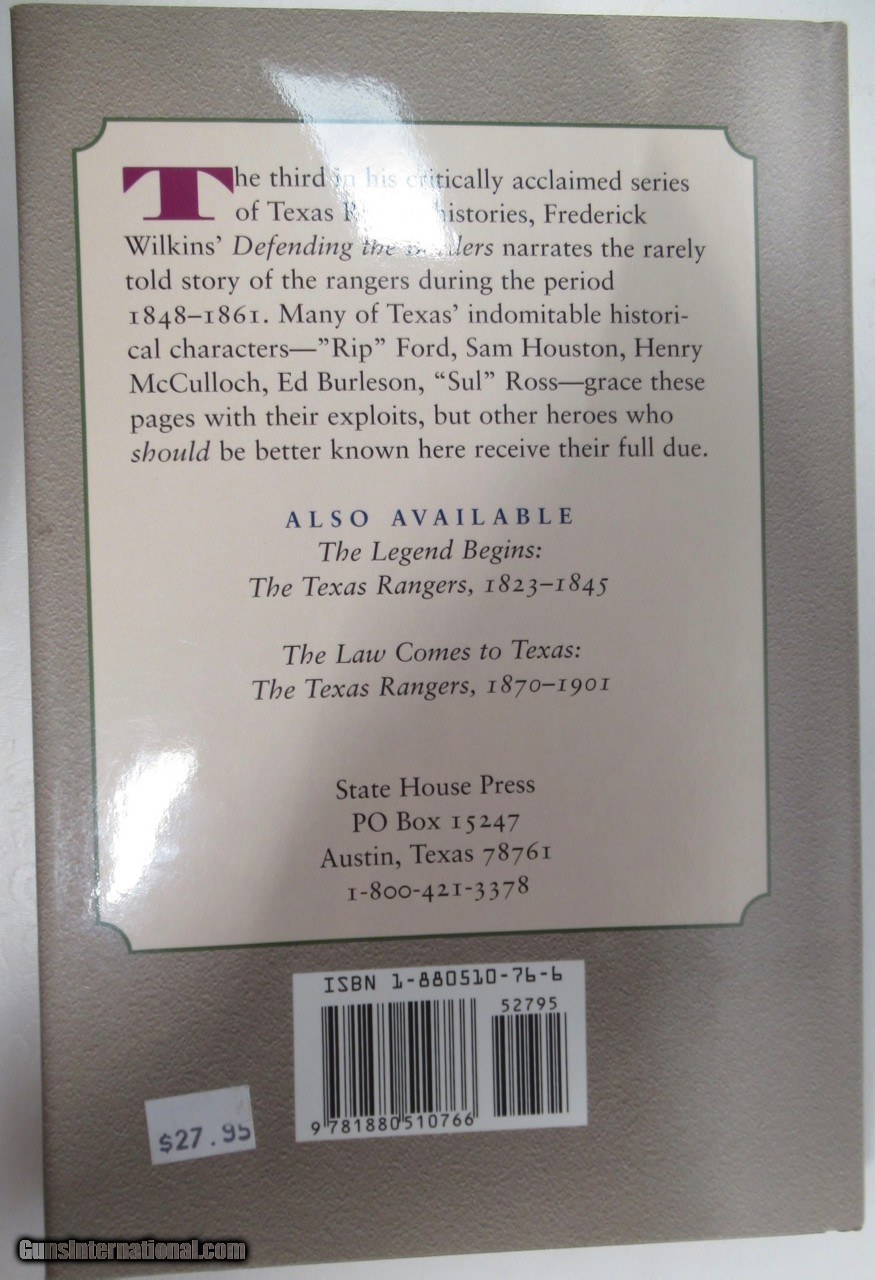 The third in his critically acclaimed series
of Texas histories, Frederick
Wilkins' Defending the Borders narrates the rarely
told story of the rangers during the period
1848–1861. Many of Texas' indomitable histori-
cal characters—”Rip” Ford, Sam Houston, Henry
McCulloch, Ed Burleson, “Sul” Ross—grace these
pages with their exploits, but other heroes who
should be better known here receive their full due.
ALSO AVAILABLE
The Legend Begins:
The Texas Rangers, 1823–1845
The Law Comes to Texas:
The Texas Rangers, 1870–1901
State House Press
PO Box 15247
Austin, Texas 78761
1-800-421-3378
ISBN 1-880510-76-6
52795
9 781880 510766
$27.95
GunsInternational.com